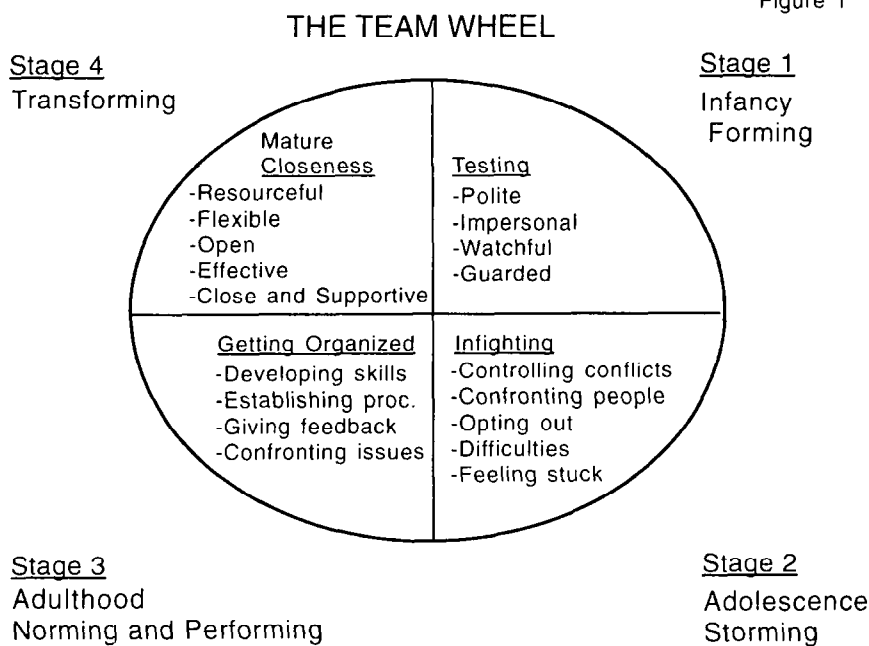 Figure 1
THE TEAM WHEEL
Stage 4
Transforming
Stage 1
Infancy
Forming
Mature
Closeness
-Resourceful
-Flexible
-Open
-Effective
-Close and Supportive
Testing
-Polite
-Impersonal
-Watchful
-Guarded
Getting Organized
-Developing skills
-Establishing proc.
-Giving feedback
-Confronting issues
Infighting
-Controlling conflicts
-Confronting people
-Opting out
-Difficulties
-Feeling stuck
Stage 3
Adulthood
Norming and Performing
Stage 2
Adolescence
Storming